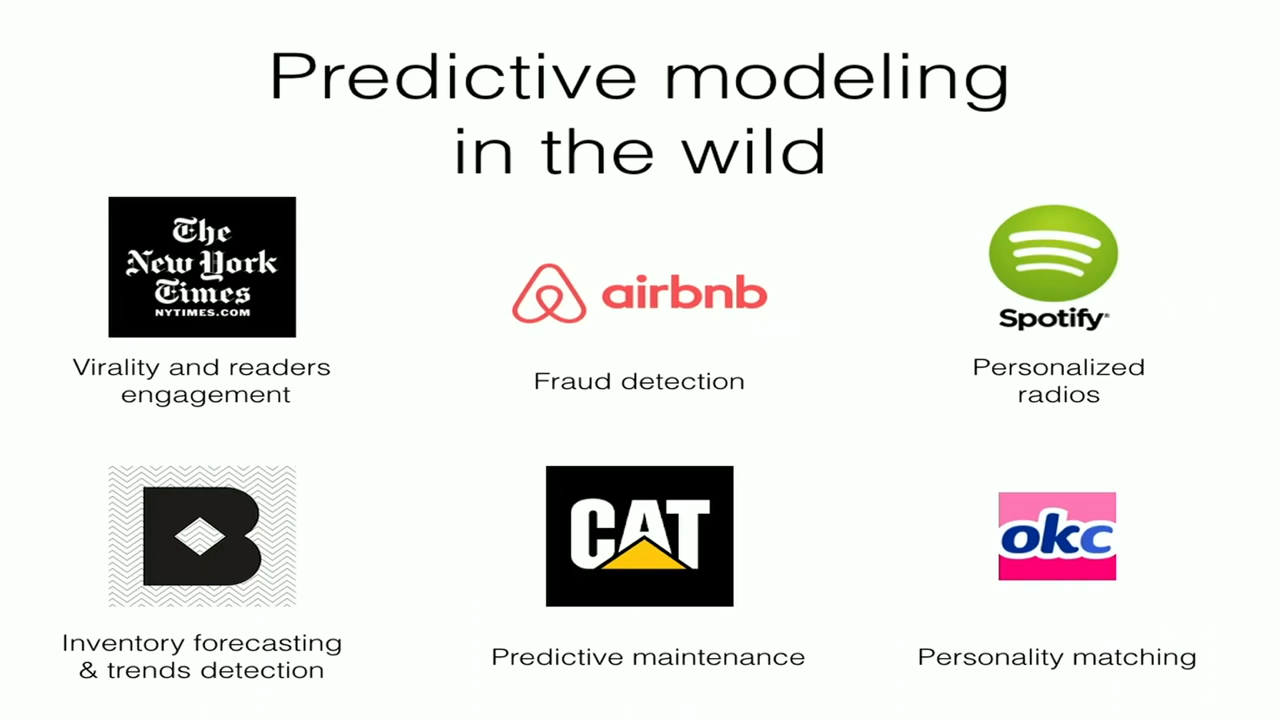 Predictive modeling
in the wild
The
New York
Times
NYTIMES.COM
Virality and readers
engagement
airbnb
Fraud detection
Spotify®
Personalized
radios
B
Inventory forecasting
& trends detection
CAT
Predictive maintenance
okc
Personality matching